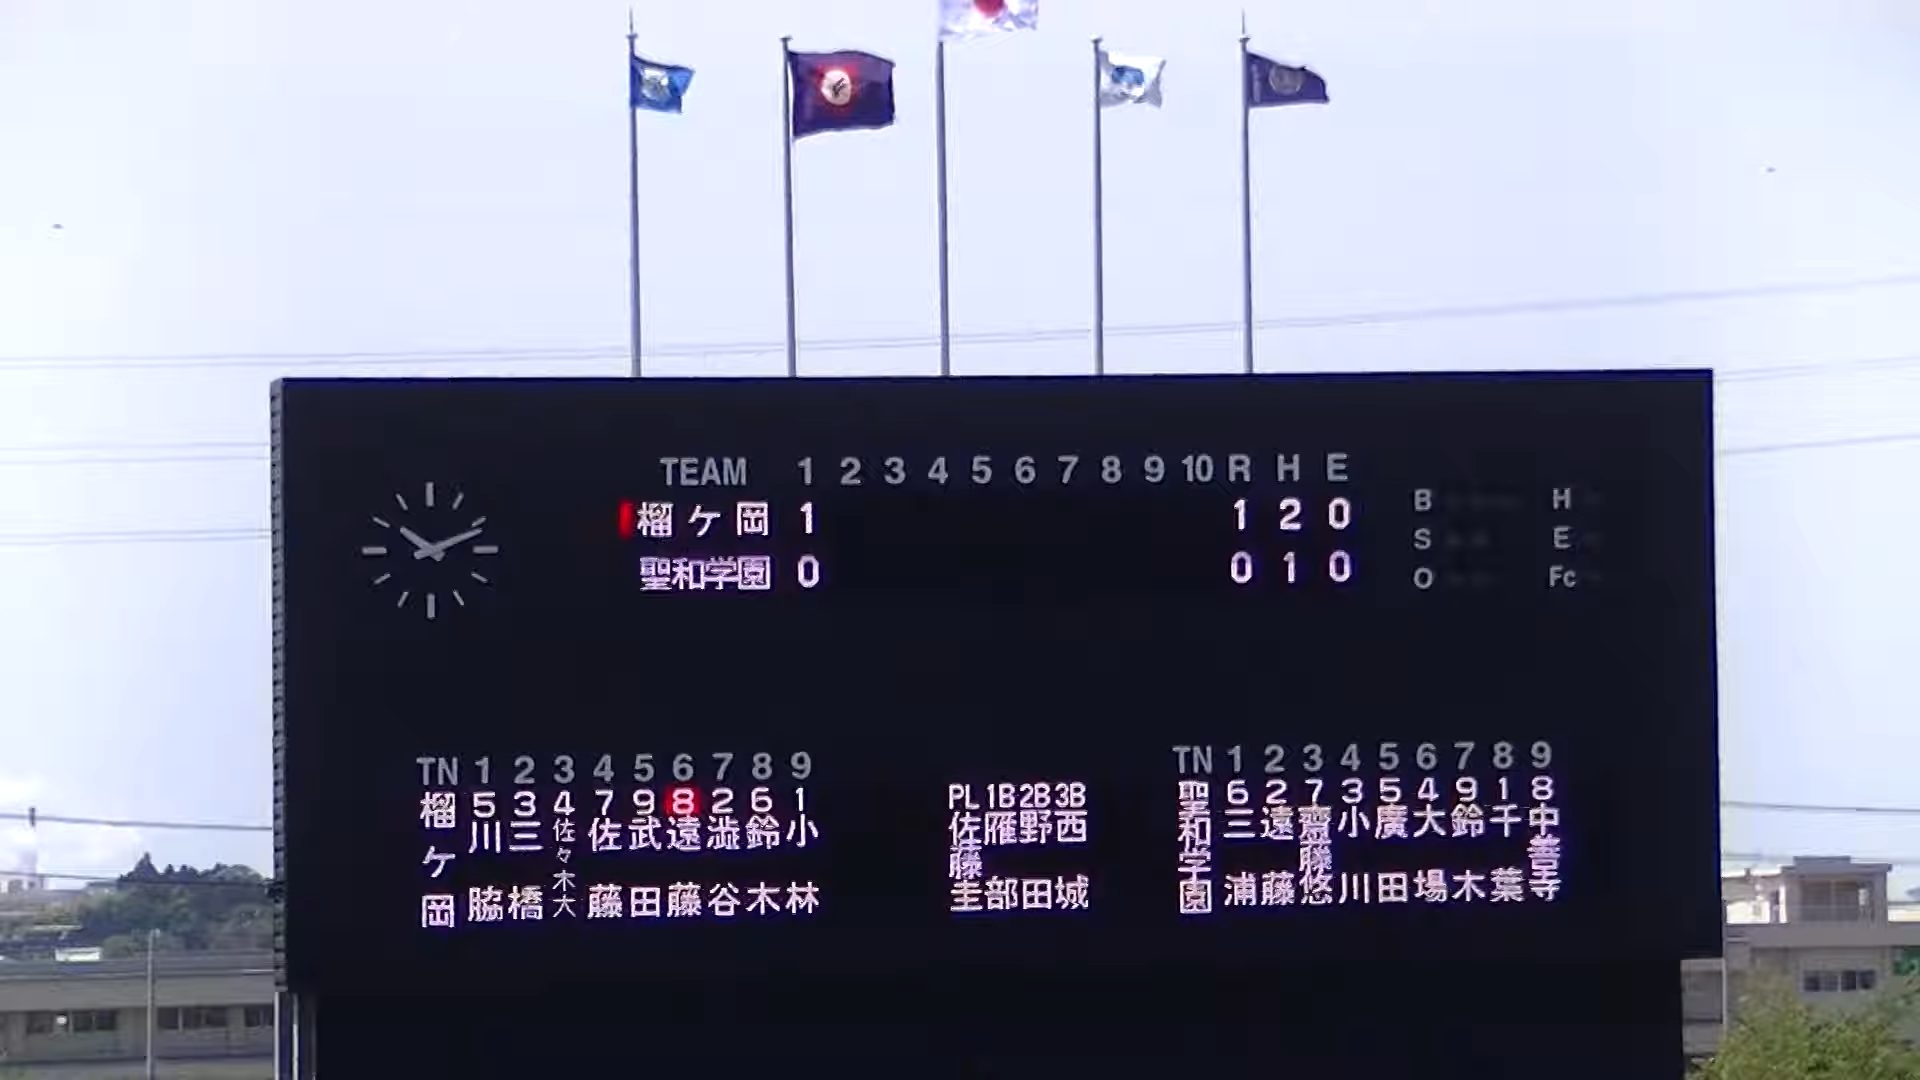 TEAM 1 2 3 4 5 6 7 8 9 10 R H E
榴ケ岡 1 1 2 0
聖和学園 0 0 1 0
B H
S E
O Fc
TN 1 2 3 4 5 6 7 8 9
榴ケ岡
5 3 4 7 9 8 2 6 1
川脇
三橋
佐々木大
佐藤
武田
遠藤
澁谷
鈴木
小林
PL 1B 2B 3B
佐藤圭
雁部
野田
西城
TN 1 2 3 4 5 6 7 8 9
聖和学園
6 2 7 3 5 4 9 1 8
三浦
遠藤
齋藤悠
小川
廣田
大場
鈴木
千葉
中善寺